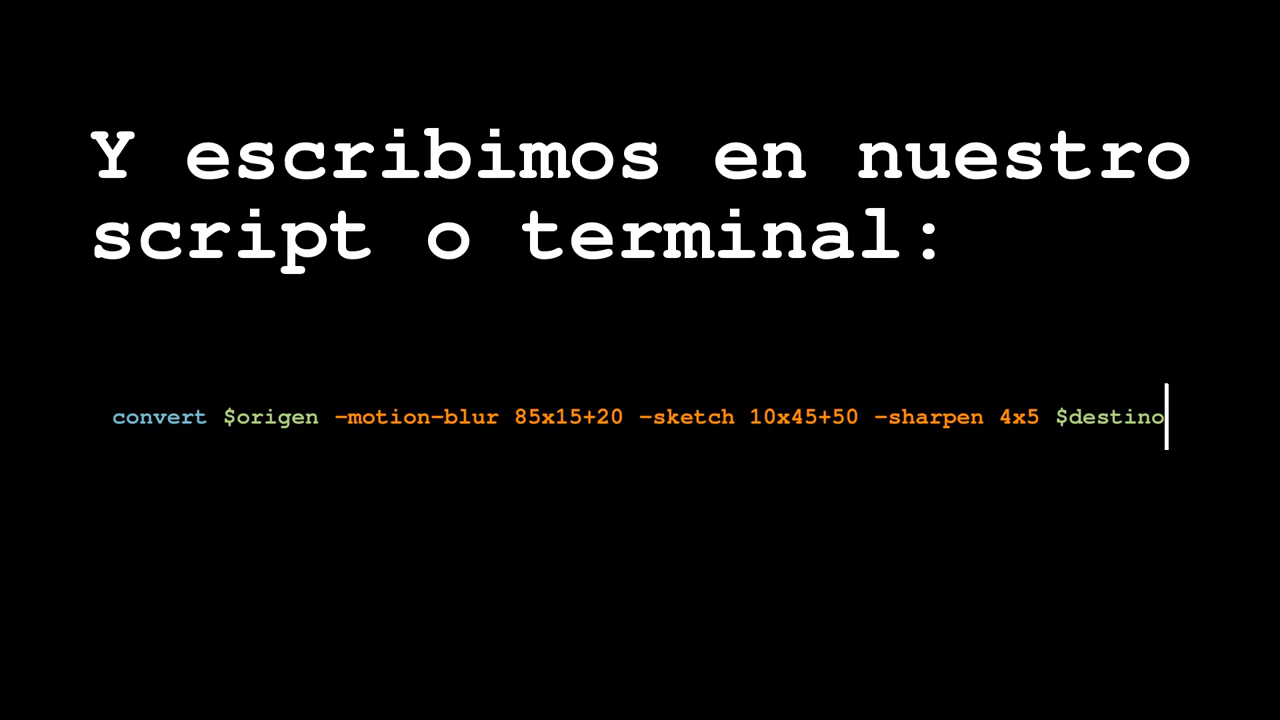 Y escribimos en nuestro
script o terminal:
convert $origen -motion-blur 85x15+20 -sketch 10x45+50 -sharpen 4x5 $destino